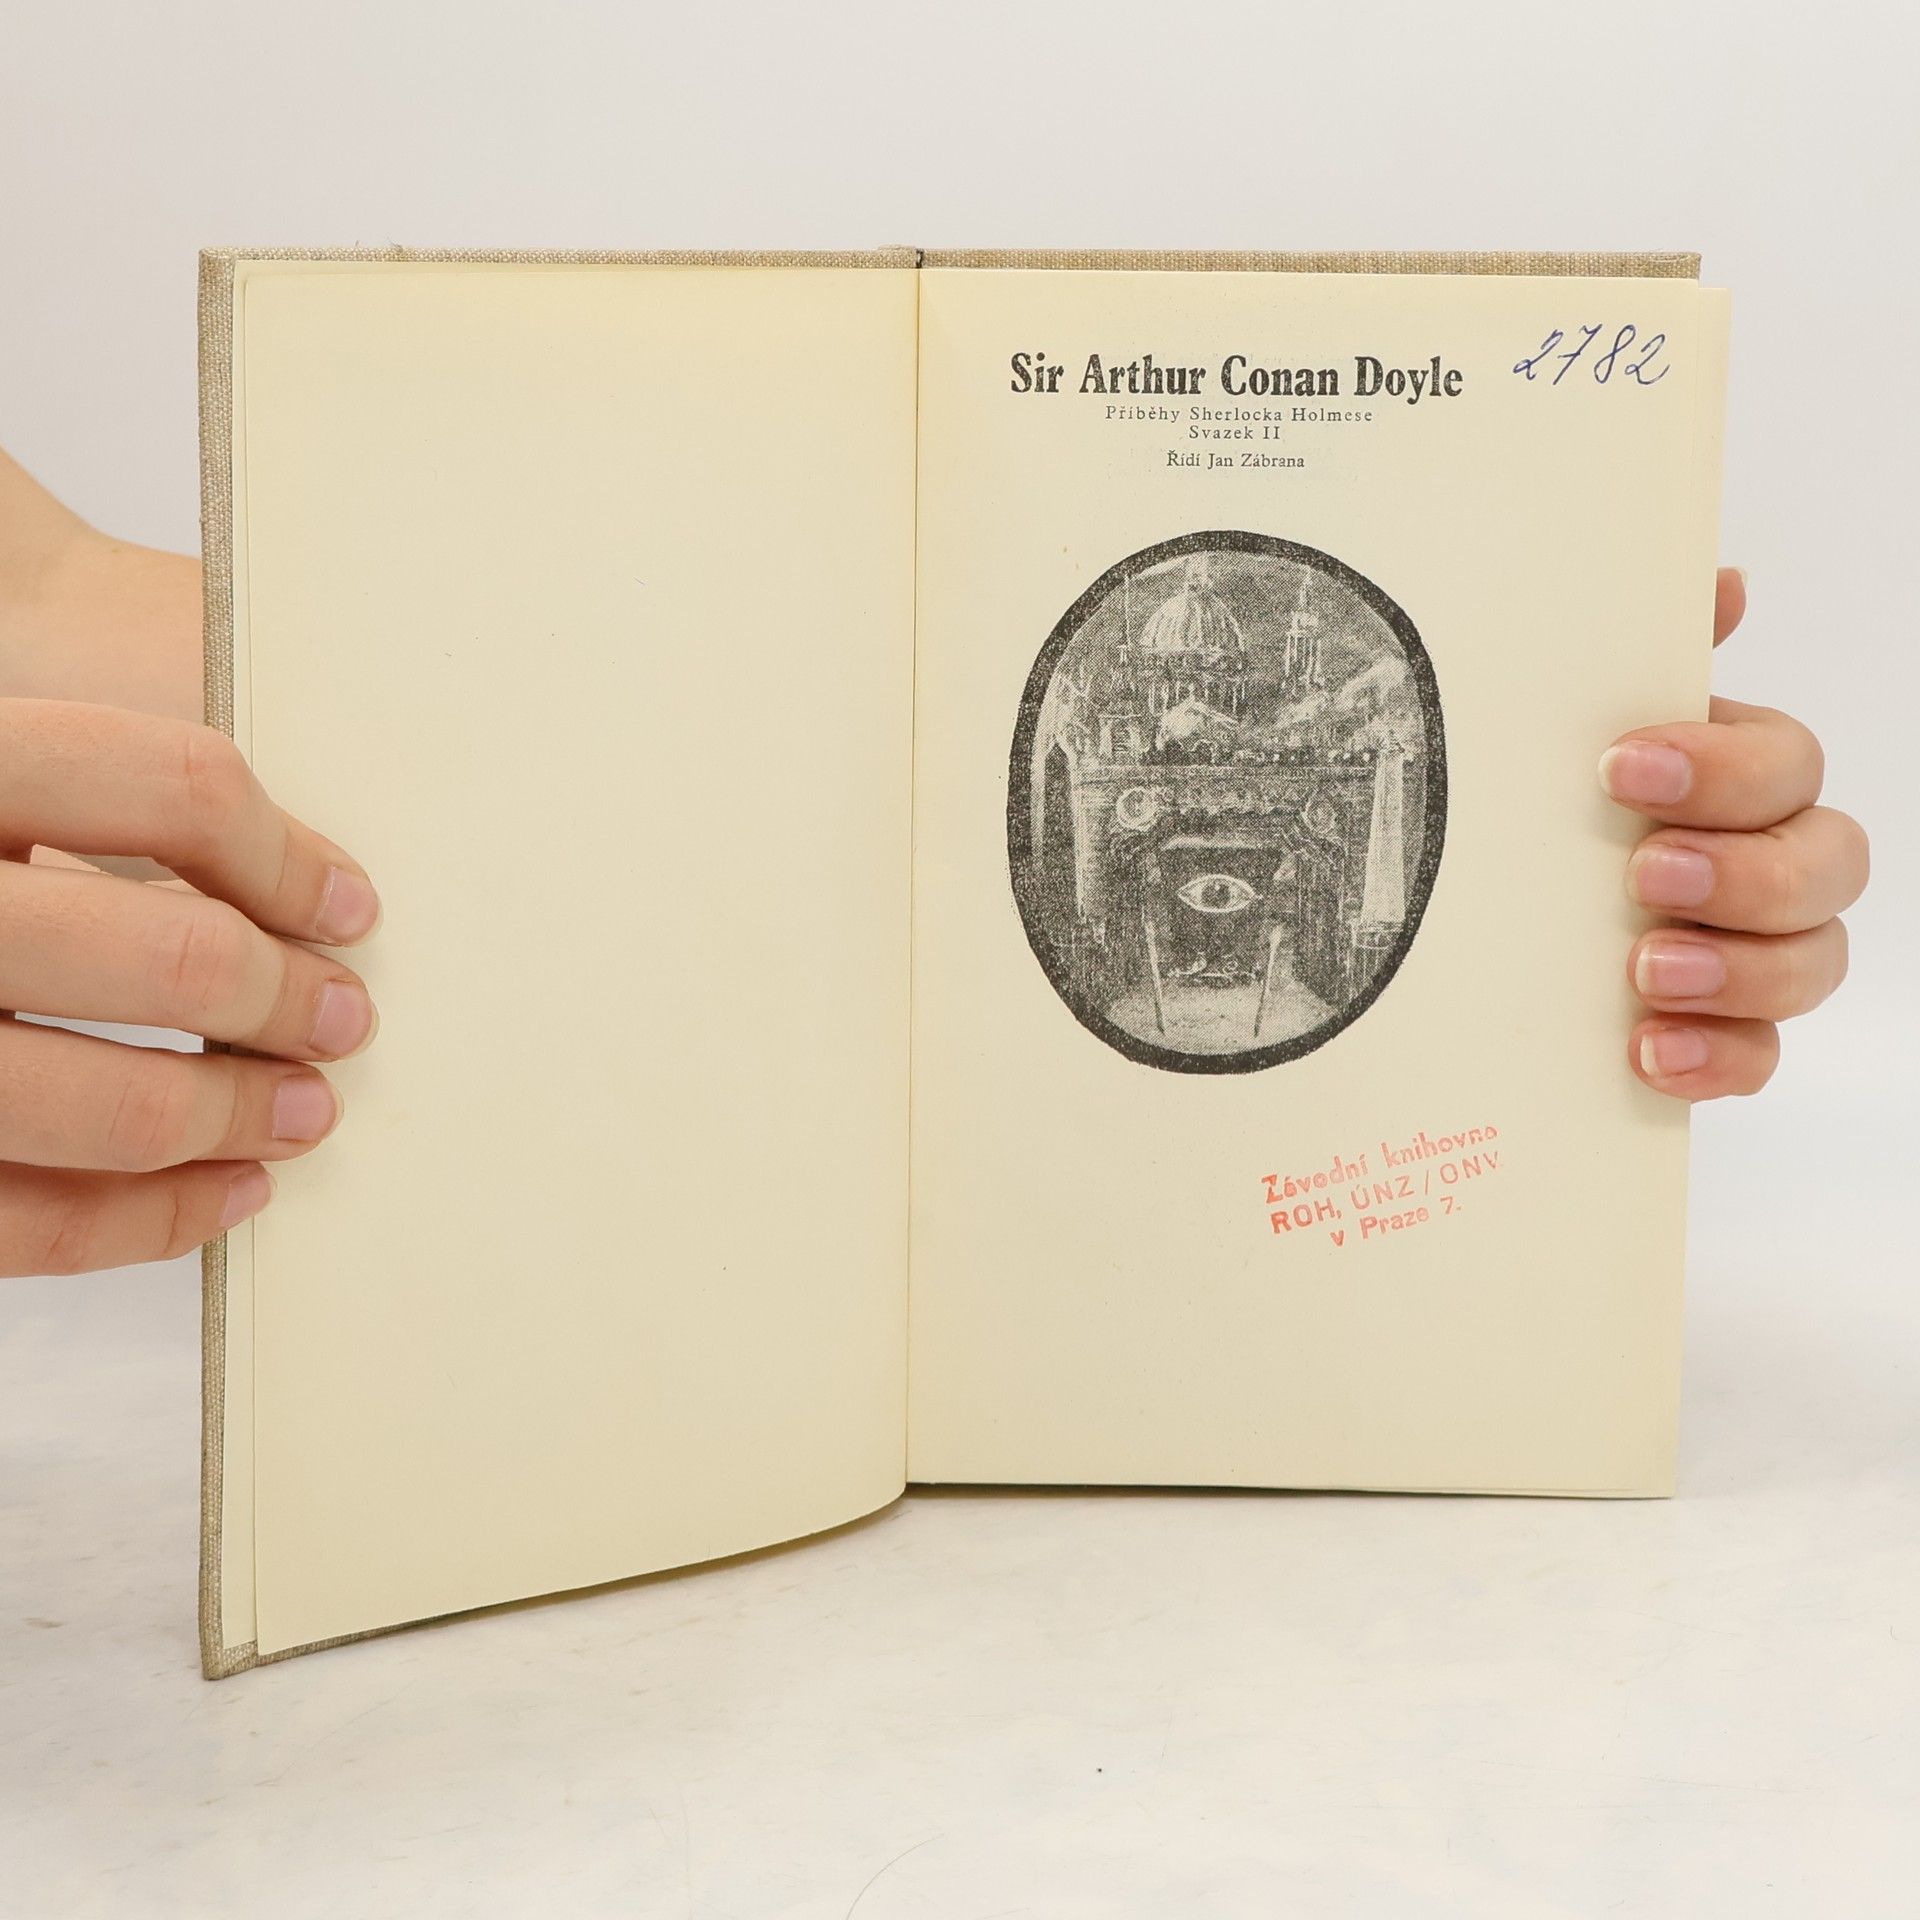 2782
Sir Arthur Conan Doyle
Příběhy Sherlocka Holmese
Svazek II
Řídí Jan Zábrana
Závodní knihovna
ROH, ÚNZ / ONV
v Praze 7.